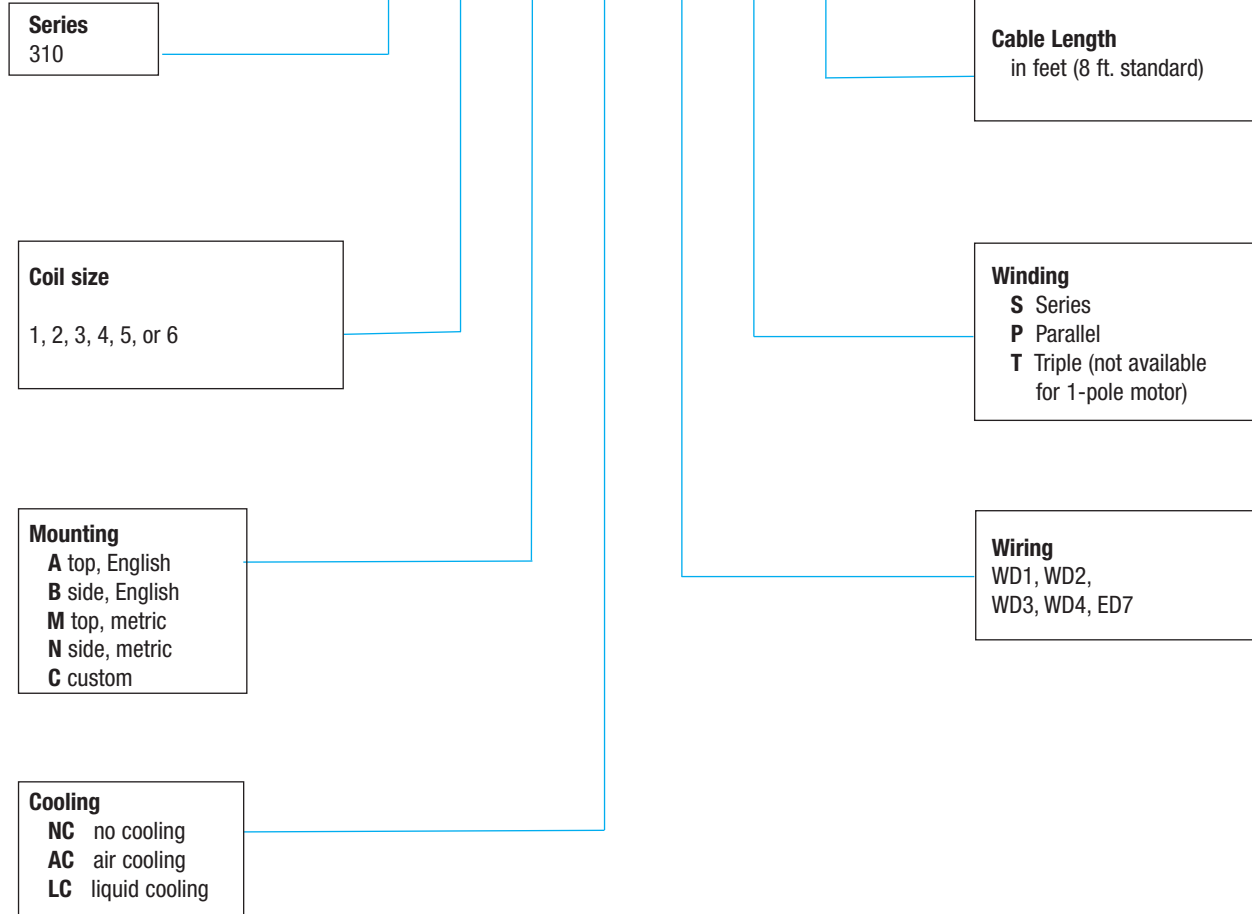 Series
310
Coil size
1, 2, 3, 4, 5, or 6
Mounting
A top, English
B side, English
M top, metric
N side, metric
C custom
Cooling
NC no cooling
AC air cooling
LC liquid cooling
Cable Length
in feet (8 ft. standard)
Winding
S Series
P Parallel
T Triple (not available
for 1-pole motor)
Wiring
WD1, WD2,
WD3, WD4, ED7